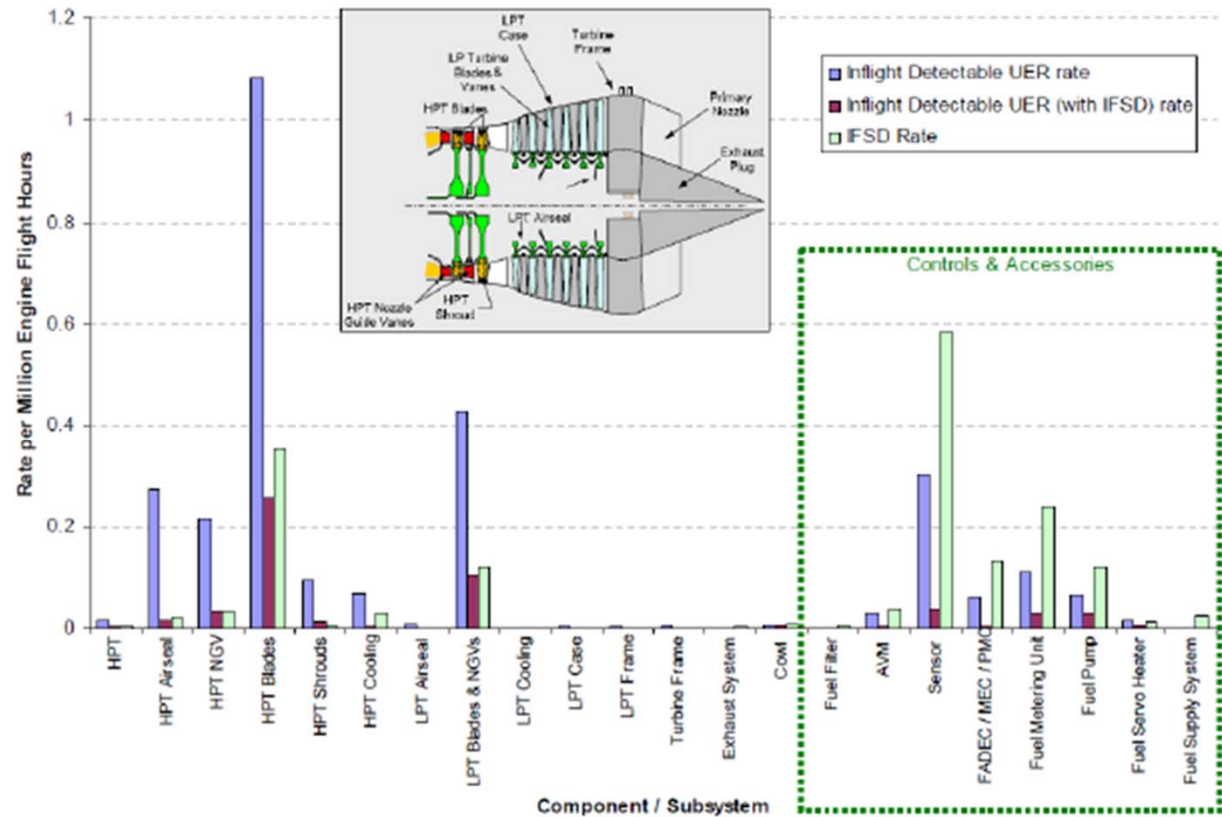 1.2
1
0.8
0.6
0.4
0.2
0
Rate per Million Engine Flight Hours
LPT
Case
Turbine
Frame
ILP Turbine
Blades &
Vanes
HPT Blades
Primary
Nozzle
Exhaust
Plug
LPT Airseal
HPT Nozzle
Guide Vanes
HPT
Shroud
Inflight Detectable UER rate
Inflight Detectable UER (with IFSD) rate
IFSD Rate
Controls & Accessories
HPT
HPT Airseal
HPT NGV
HPT Blades
HPT Shrouds
HPT Cooling
LPT Airseal
LPT Blades & NGVs
LPT Cooling
LPT Case
LPT Frame
Turbine Frame
Exhaust System
Cowl
Fuel Filter
AVM
Sensor
FADEC / MEC / PMC
Fuel Metering Unit
Fuel Pump
Fuel Servo Heater
Fuel Supply System
Component / Subsystem